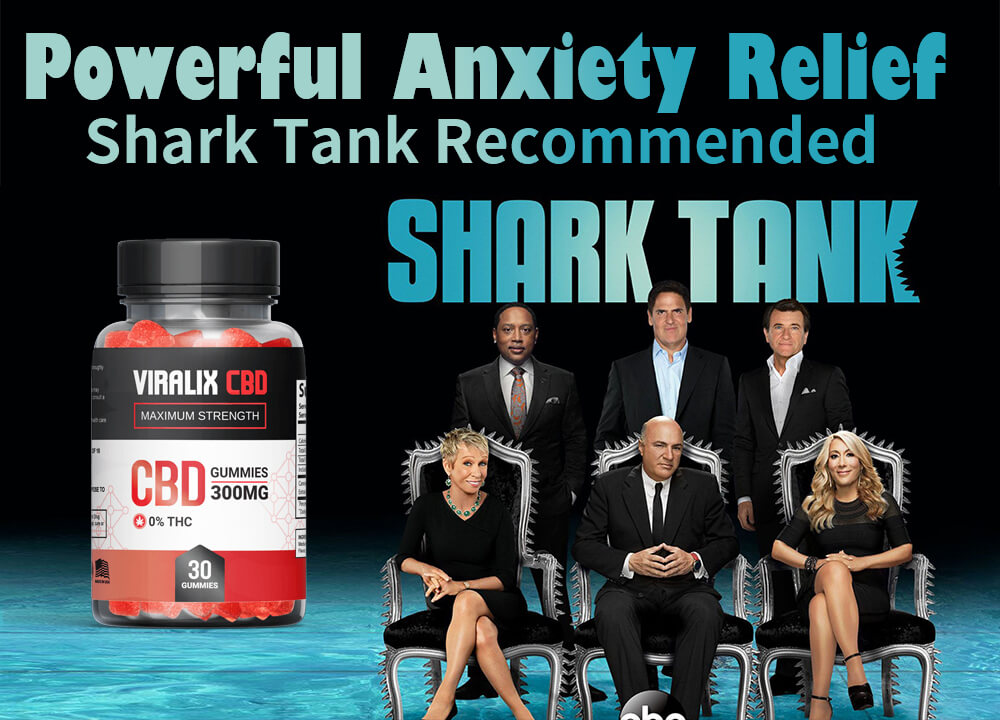 Powerful Anxiety Relief
Shark Tank Recommended
SHARK TANK
VIRALIX CBD
MAXIMUM STRENGTH
CBD GUMMIES
300MG
0% THC
30
GUMMIES
abc